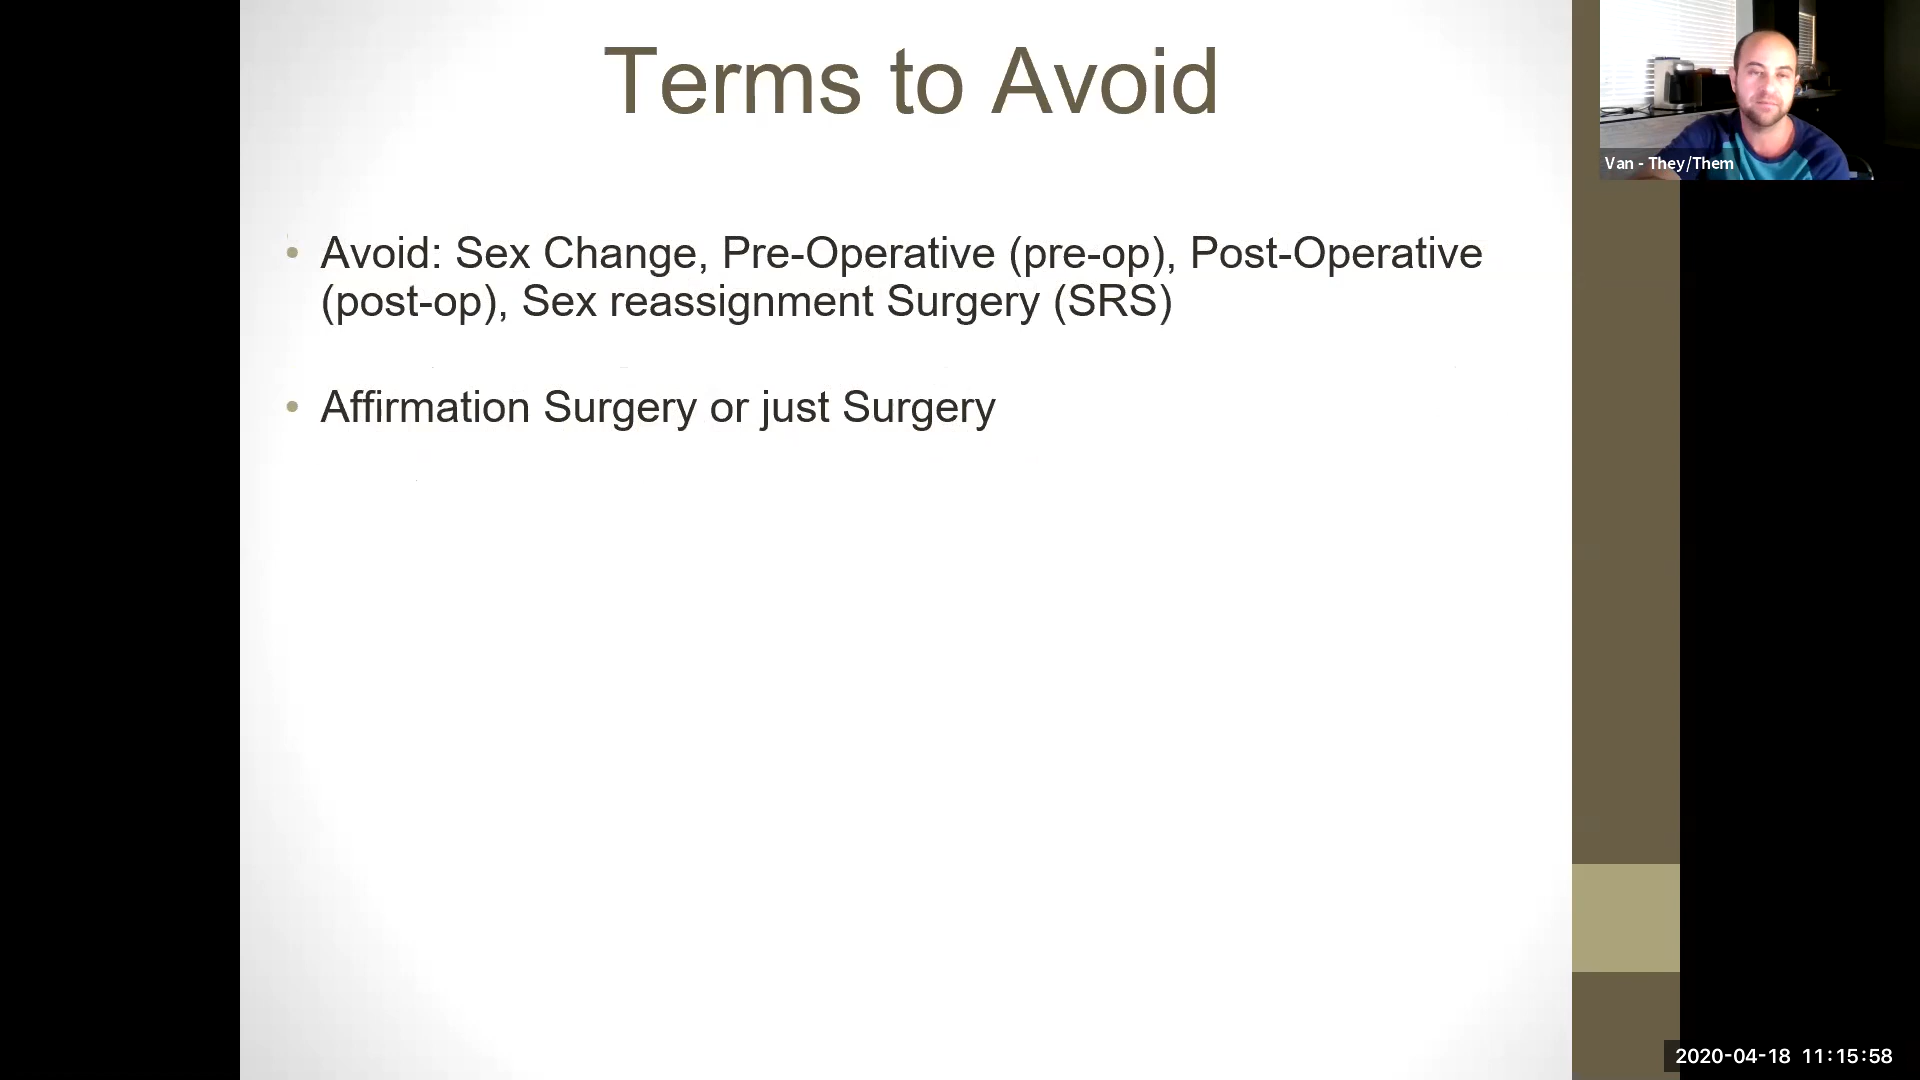 Terms to Avoid
Van - They/Them
• Avoid: Sex Change, Pre-Operative (pre-op), Post-Operative
(post-op), Sex reassignment Surgery (SRS)
• Affirmation Surgery or just Surgery
2020-04-18 11:15:58